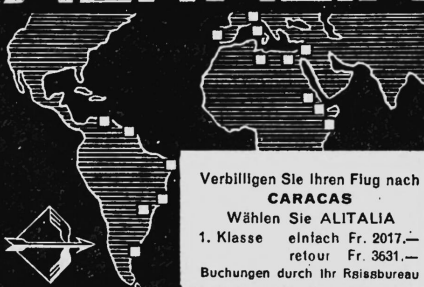 Verbilligen Sie Ihren Flug nach
CARACAS
Wählen Sie ALITALIA
1. Klasse einfach Fr. 2017.—
retour Fr. 3631.—
Buchungen durch Ihr Reisebureau